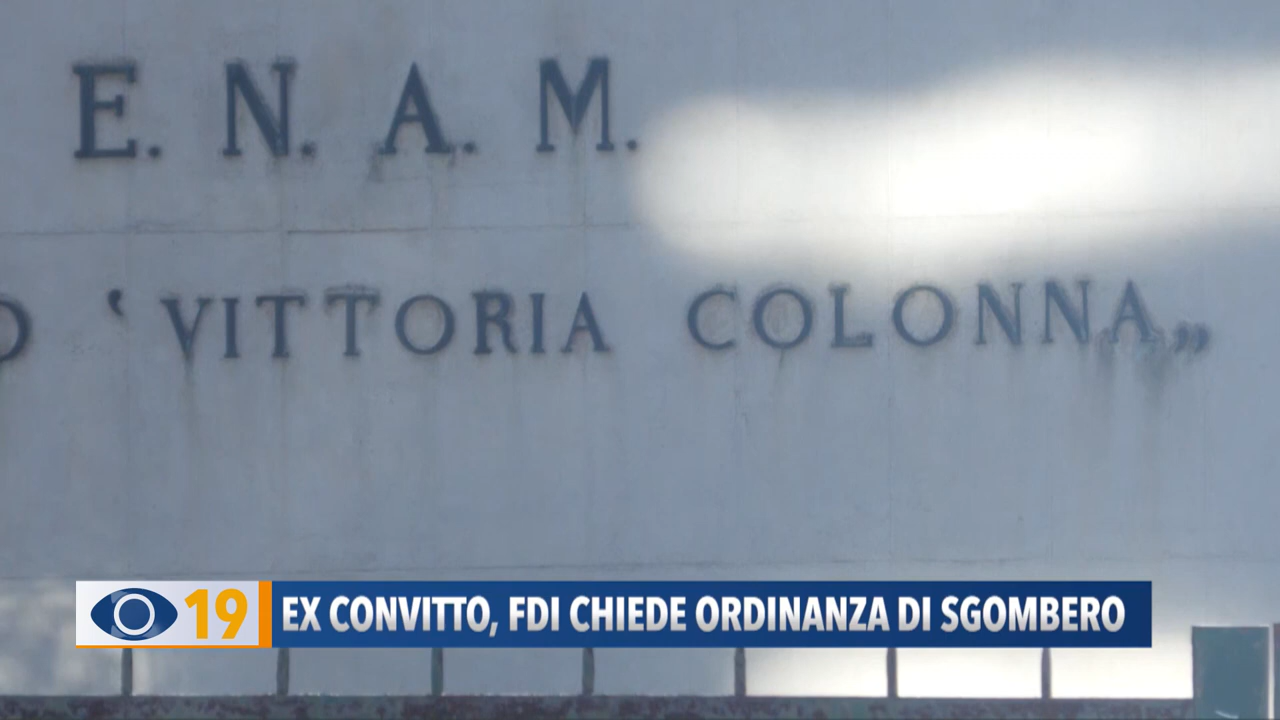 E. N. A. M.
O ‘VITTORIA COLONNA„
19 EX CONVITTO, FDI CHIEDE ORDINANZA DI SGOMBERO